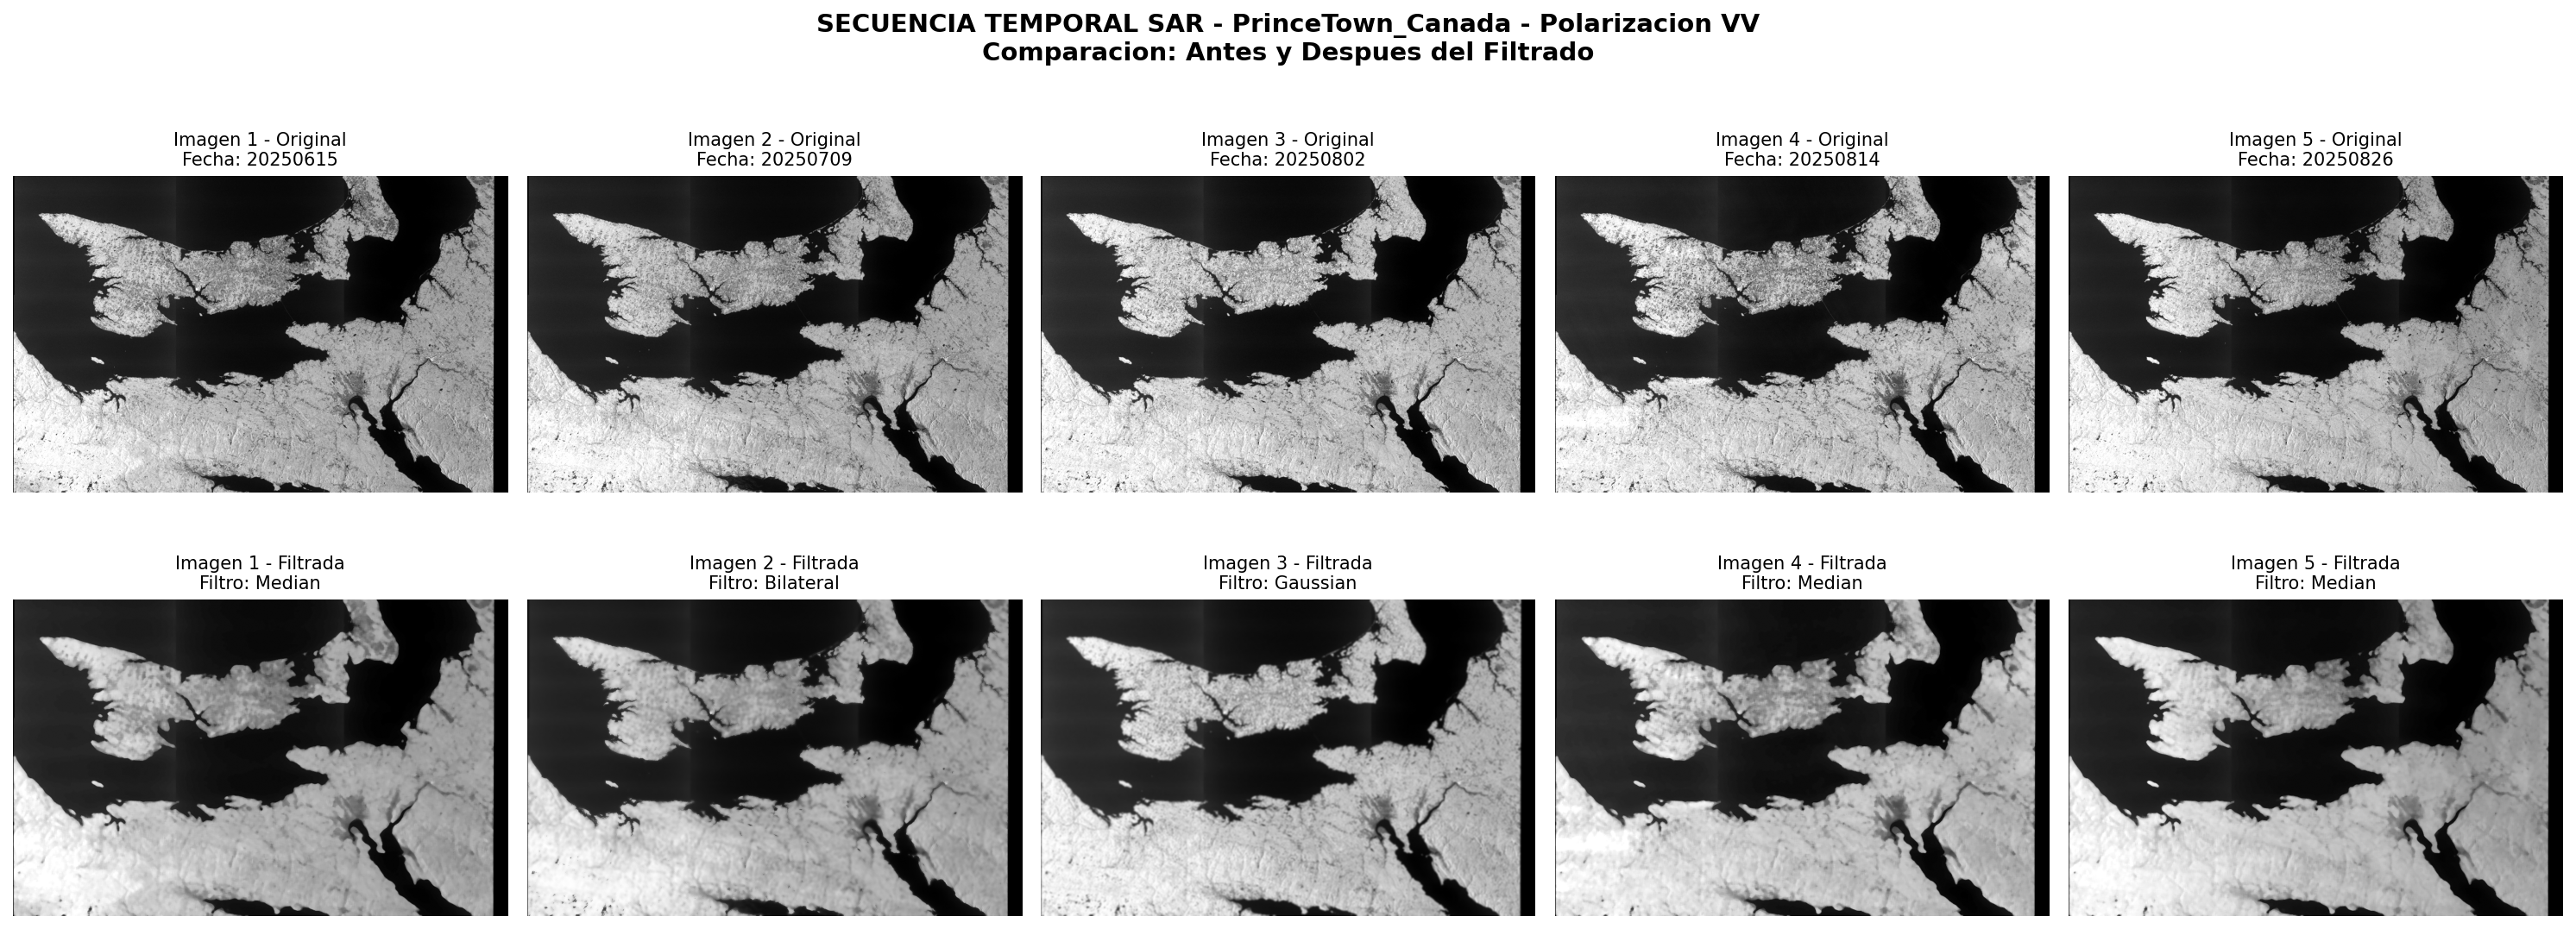 SECUENCIA TEMPORAL SAR - PrinceTown_Canada - Polarizacion VV
Comparacion: Antes y Despues del Filtrado
Imagen 1 - Original
Fecha: 20250615
Imagen 2 - Original
Fecha: 20250709
Imagen 3 - Original
Fecha: 20250802
Imagen 4 - Original
Fecha: 20250814
Imagen 5 - Original
Fecha: 20250826
Imagen 1 - Filtrada
Filtro: Median
Imagen 2 - Filtrada
Filtro: Bilateral
Imagen 3 - Filtrada
Filtro: Gaussian
Imagen 4 - Filtrada
Filtro: Median
Imagen 5 - Filtrada
Filtro: Median